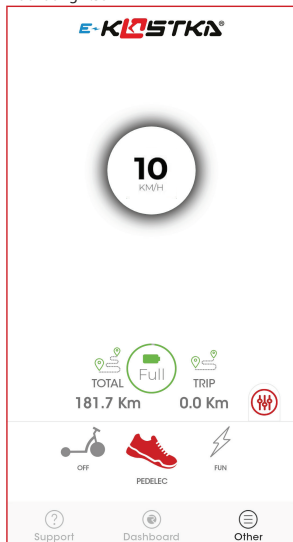 E-KOSTKA®
10
KM/H
Full
TOTAL
TRIP
181.7 Km
0.0 Km
OFF
PEDELEC
FUN
Support
Dashboard
Other